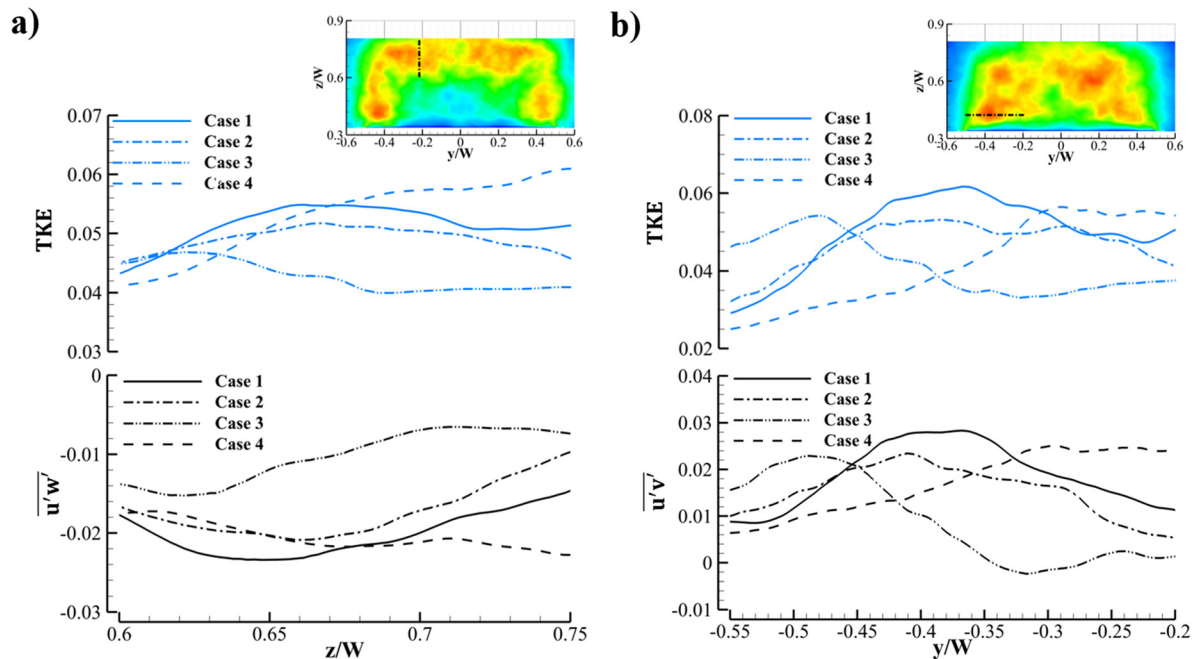 a)
0.9
z/W
0.6
0.3
-0.6 -0.4 -0.2 0 0.2 0.4 0.6
y/W
0.07
Case 1
Case 2
Case 3
Case 4
0.06
TKE
0.05
0.04
0.03
0
Case 1
Case 2
Case 3
Case 4
-0.01
u'w'
-0.02
-0.03
0.6 0.65 0.7 0.75
z/W
b)
0.9
z/W
0.6
0.3
-0.6 -0.4 -0.2 0 0.2 0.4 0.6
y/W
0.08
Case 1
Case 2
Case 3
Case 4
0.06
TKE
0.04
0.02
0.04
Case 1
Case 2
Case 3
Case 4
0.03
0.02
u'v'
0.01
0
-0.01
-0.55 -0.5 -0.45 -0.4 -0.35 -0.3 -0.25 -0.2
y/W